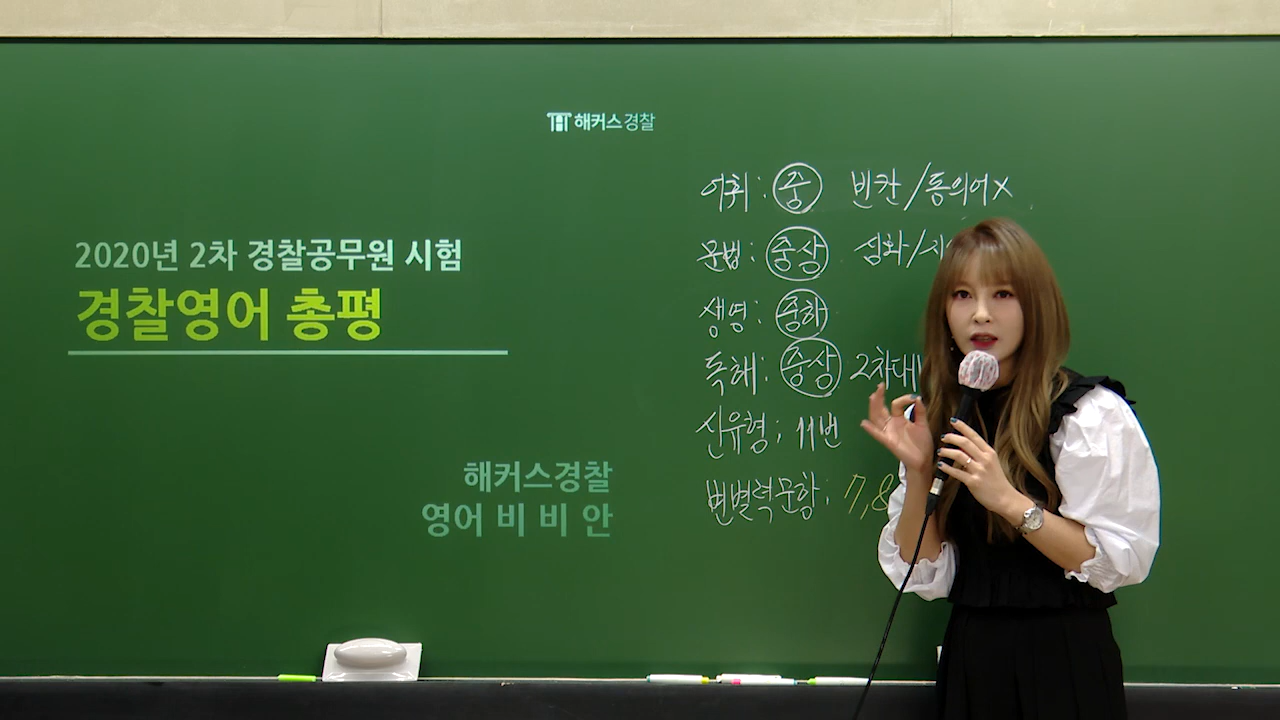 해커스경찰
2020년 2차 경찰공무원 시험
경찰영어 총평
해커스경찰
영어 비 비 안
어휘 : 중 빈칸 / 동의어X
문법 : 중상 심화/
생영 : 중하
독해 : 중상 2차대
신유형 ; 11번
변별력문항 ; 7,8